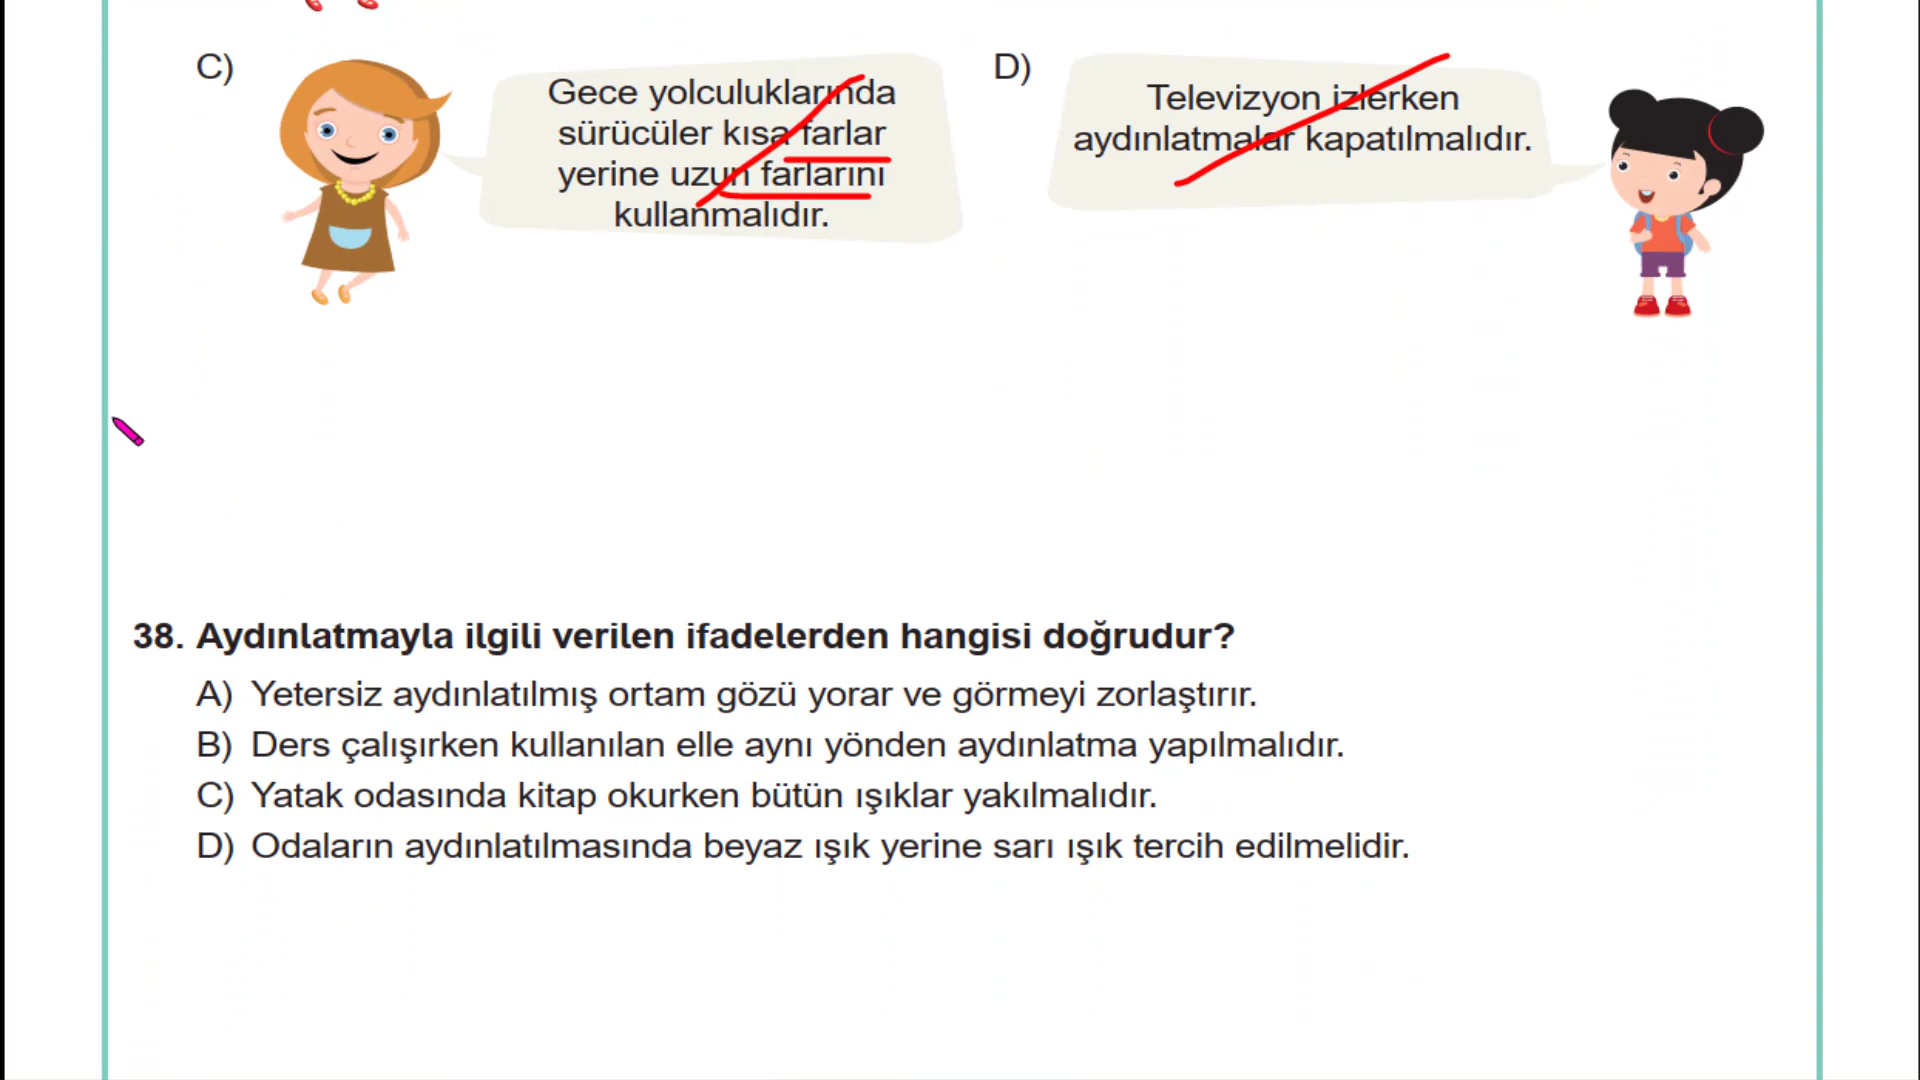 C)
Gece yolculuklarında
sürücüler kısa farlar
yerine uzun farlarını
kullanmalıdır.
D)
Televizyon izlerken
aydınlatmalar kapatılmalıdır.
38. Aydınlatmayla ilgili verilen ifadelerden hangisi doğrudur?
A) Yetersiz aydınlatılmış ortam gözü yorar ve görmeyi zorlaştırır.
B) Ders çalışırken kullanılan elle aynı yönden aydınlatma yapılmalıdır.
C) Yatak odasında kitap okurken bütün ışıklar yakılmalıdır.
D) Odaların aydınlatılmasında beyaz ışık yerine sarı ışık tercih edilmelidir.